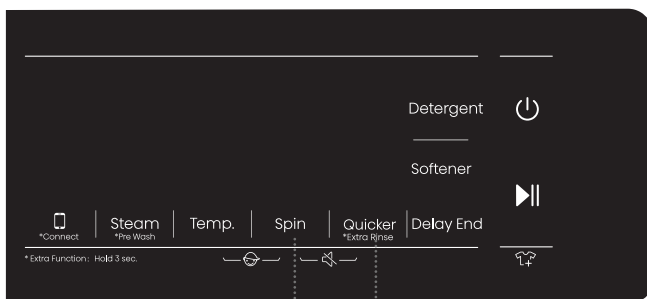 Detergent
Softener
*Connect
Steam
*Pre Wash
Temp.
Spin
Quicker
*Extra Rinse
Delay End
* Extra Function: Hold 3 sec.